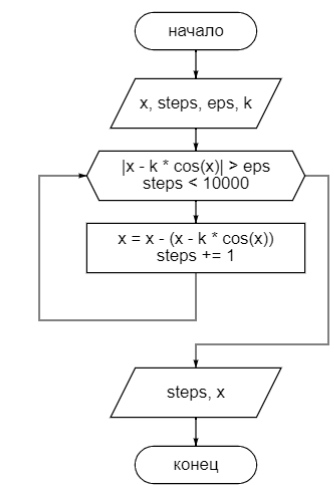 начало
x, steps, eps, k
|x - k * cos(x)| > eps
steps < 10000
x = x - (x - k * cos(x))
steps += 1
steps, x
конец